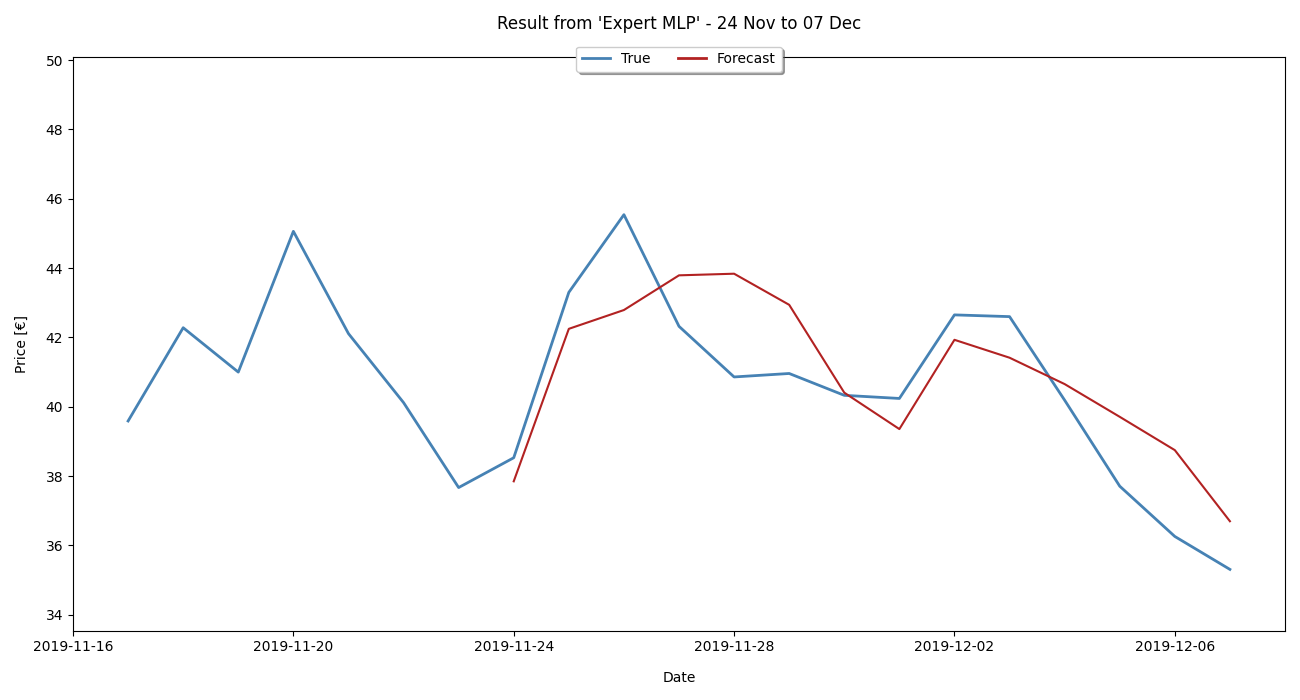 Result from 'Expert MLP' - 24 Nov to 07 Dec
True Forecast
50
48
46
44
42
40
38
36
34
Price [€]
2019-11-16 2019-11-20 2019-11-24 2019-11-28 2019-12-02 2019-12-06
Date